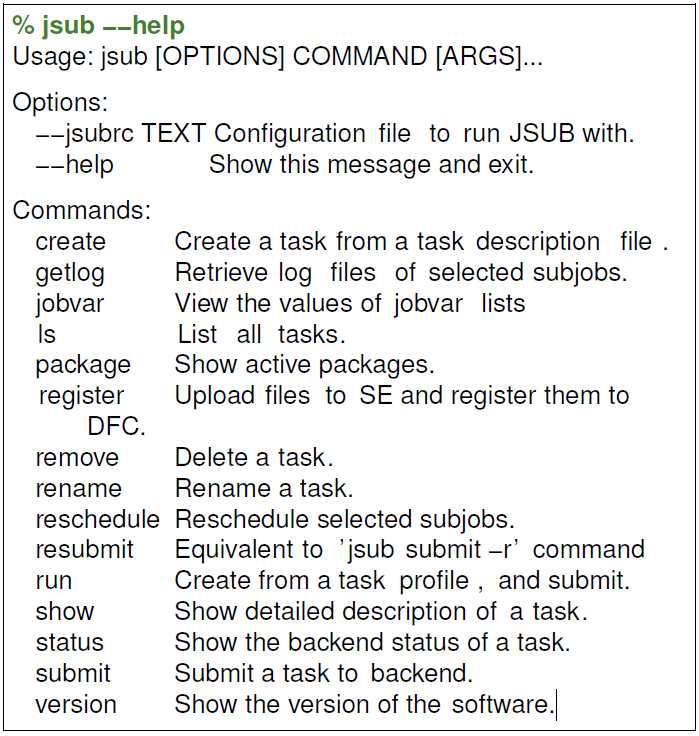 % jsub --help
Usage: jsub [OPTIONS] COMMAND [ARGS]...
Options:
--jsubrc TEXT Configuration file to run JSUB with.
--help Show this message and exit.
Commands:
create Create a task from a task description file .
getlog Retrieve log files of selected subjobs.
jobvar View the values of jobvar lists
ls List all tasks.
package Show active packages.
register Upload files to SE and register them to
DFC.
remove Delete a task.
rename Rename a task.
reschedule Reschedule selected subjobs.
resubmit Equivalent to 'jsub submit -r' command
run Create from a task profile , and submit.
show Show detailed description of a task.
status Show the backend status of a task.
submit Submit a task to backend.
version Show the version of the software.